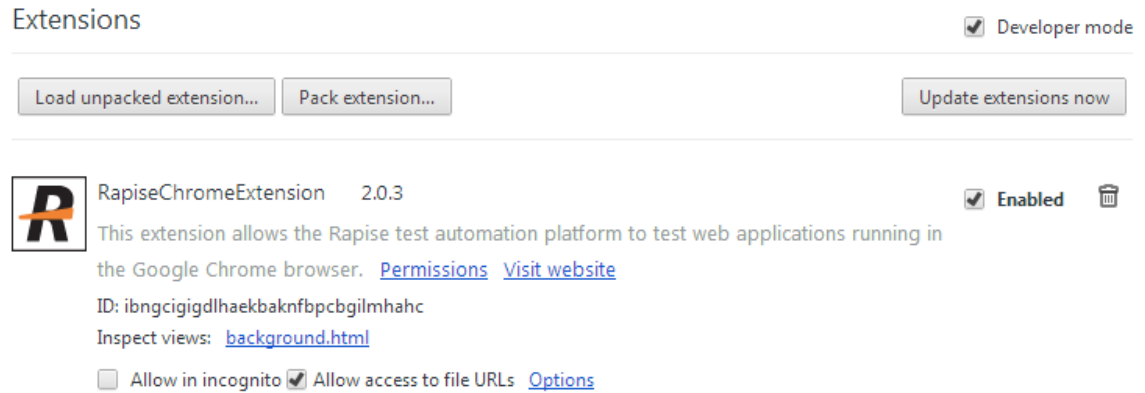 Extensions
Developer mode
Load unpacked extension... Pack extension... Update extensions now
R
RapiseChromeExtension 2.0.3
Enabled
This extension allows the Rapise test automation platform to test web applications running in
the Google Chrome browser. Permissions Visit website
ID: ibngcigigdlhaekbaknfbpcbgilmhahc
Inspect views: background.html
Allow in incognito Allow access to file URLs Options